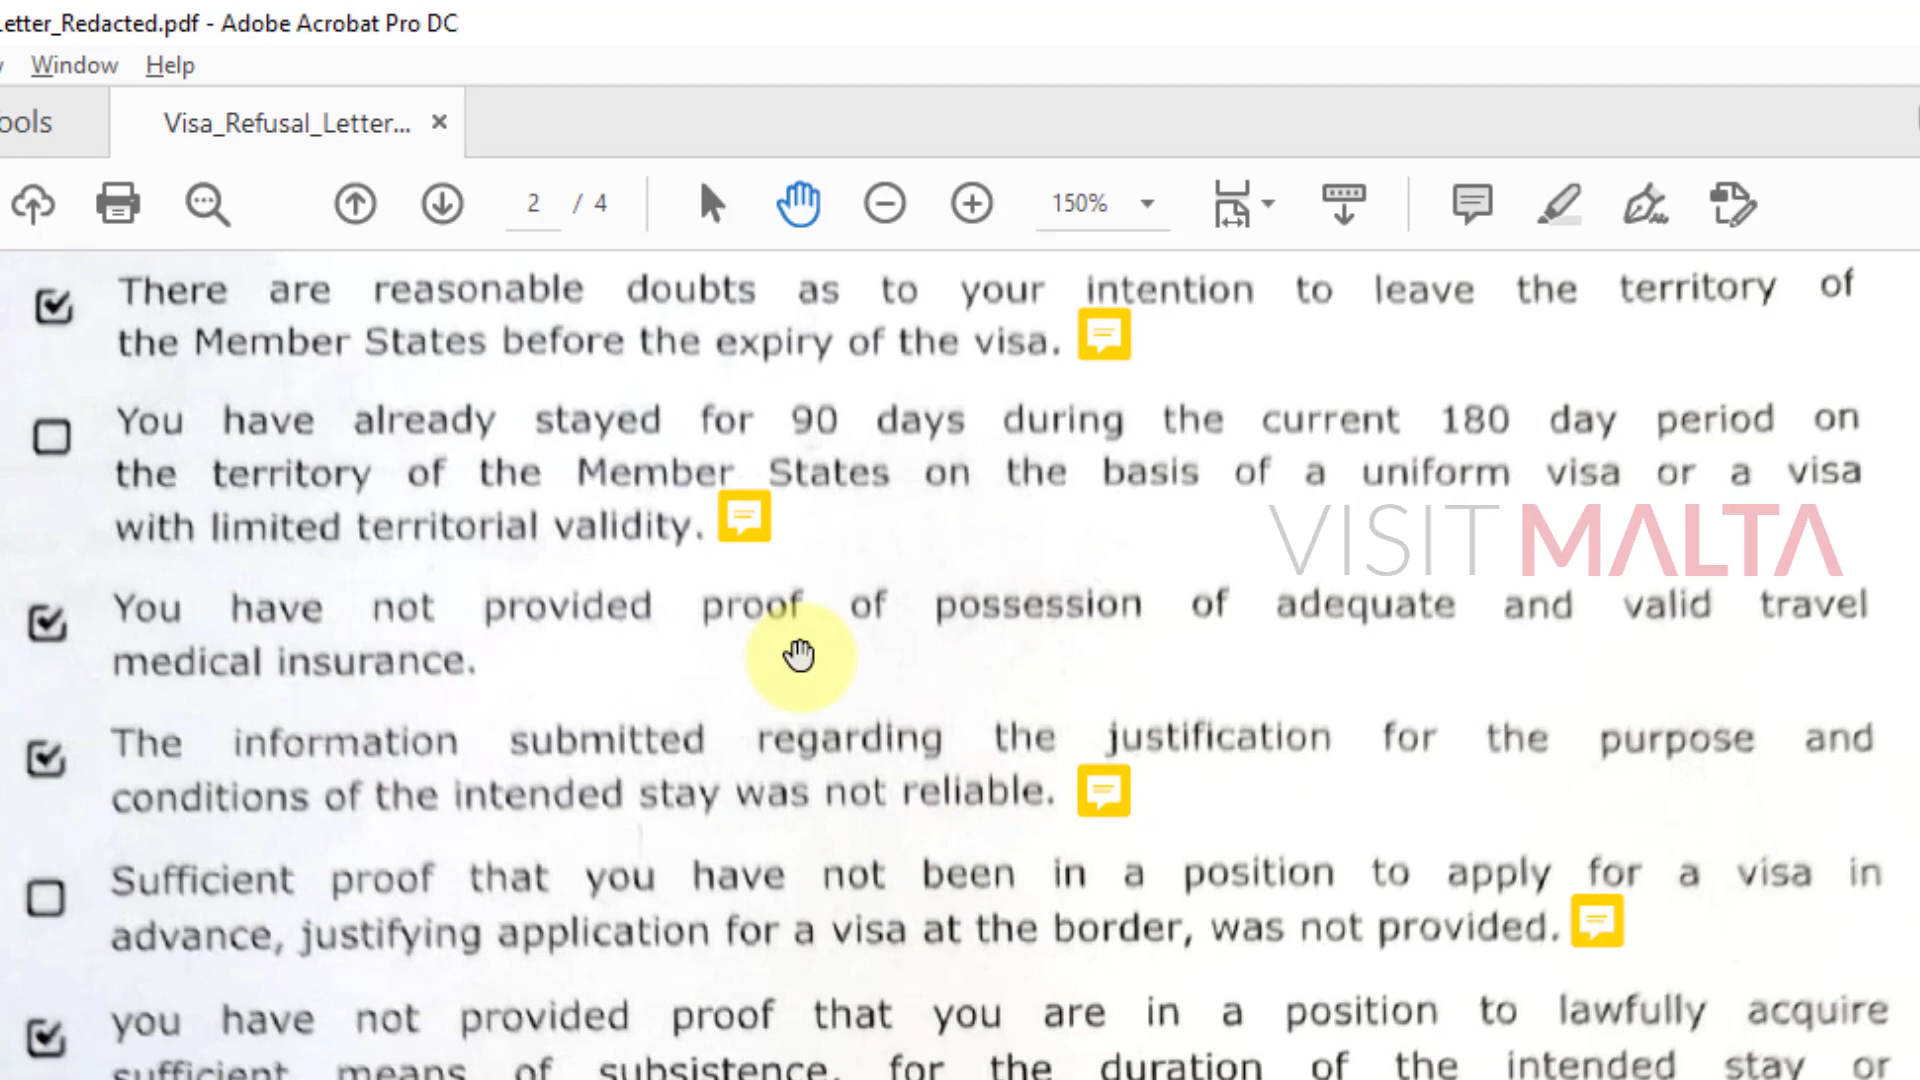 etter_Redacted.pdf - Adobe Acrobat Pro DC
Window Help
ools Visa_Refusal_Letter... ×
2 / 4 150%
There are reasonable doubts as to your intention to leave the territory of
the Member States before the expiry of the visa.
You have already stayed for 90 days during the current 180 day period on
the territory of the Member States on the basis of a uniform visa or a visa
with limited territorial validity.
VISIT MALTA
You have not provided proof of possession of adequate and valid travel
medical insurance.
The information submitted regarding the justification for the purpose and
conditions of the intended stay was not reliable.
Sufficient proof that you have not been in a position to apply for a visa in
advance, justifying application for a visa at the border, was not provided.
you have not provided proof that you are in a position to lawfully acquire
sufficient means of subsistence, for the duration of the intended stay or